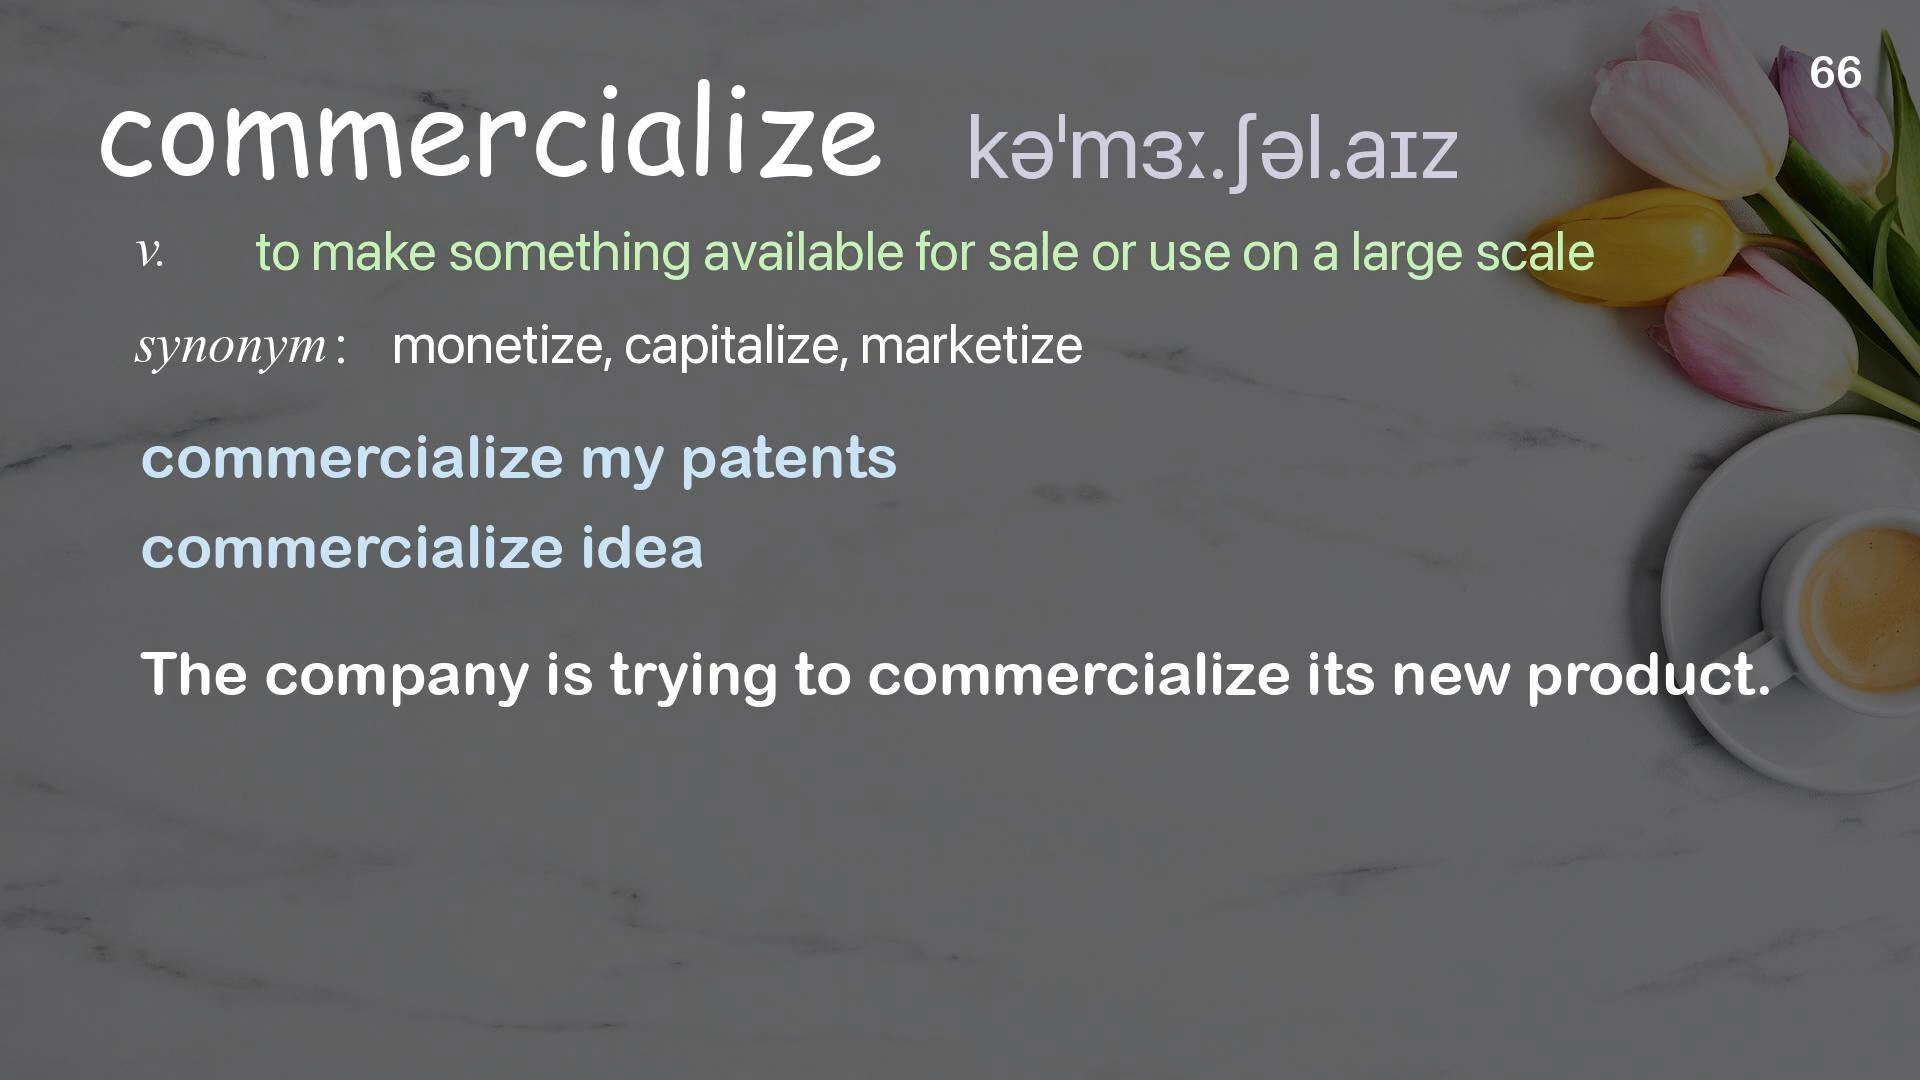 66
commercialize kəˈmɜː.ʃəl.aɪz
v. to make something available for sale or use on a large scale
synonym: monetize, capitalize, marketize
commercialize my patents
commercialize idea
The company is trying to commercialize its new product.